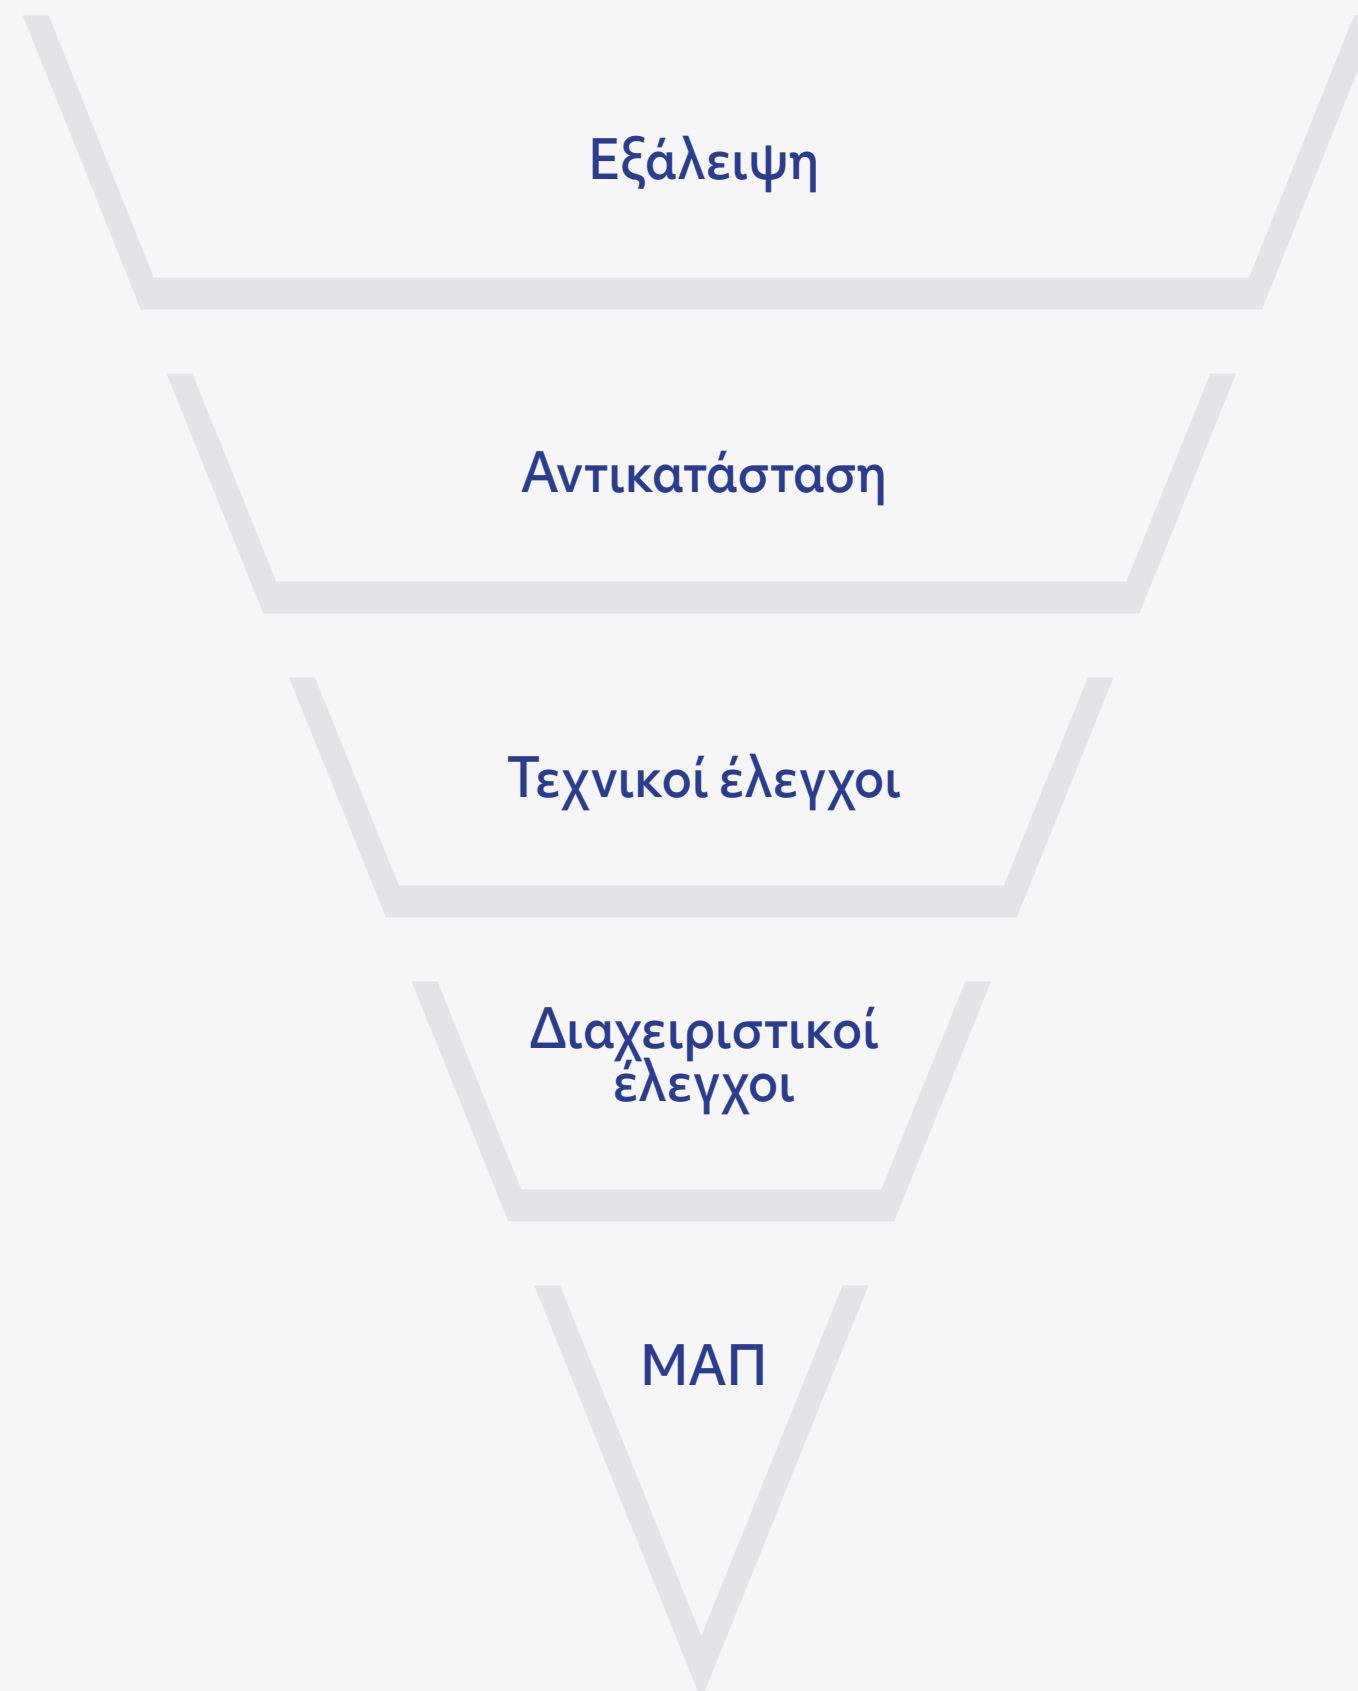 Εξάλειψη
Αντικατάσταση
Τεχνικοί έλεγχοι
Διαχειριστικοί
έλεγχοι
ΜΑΠ